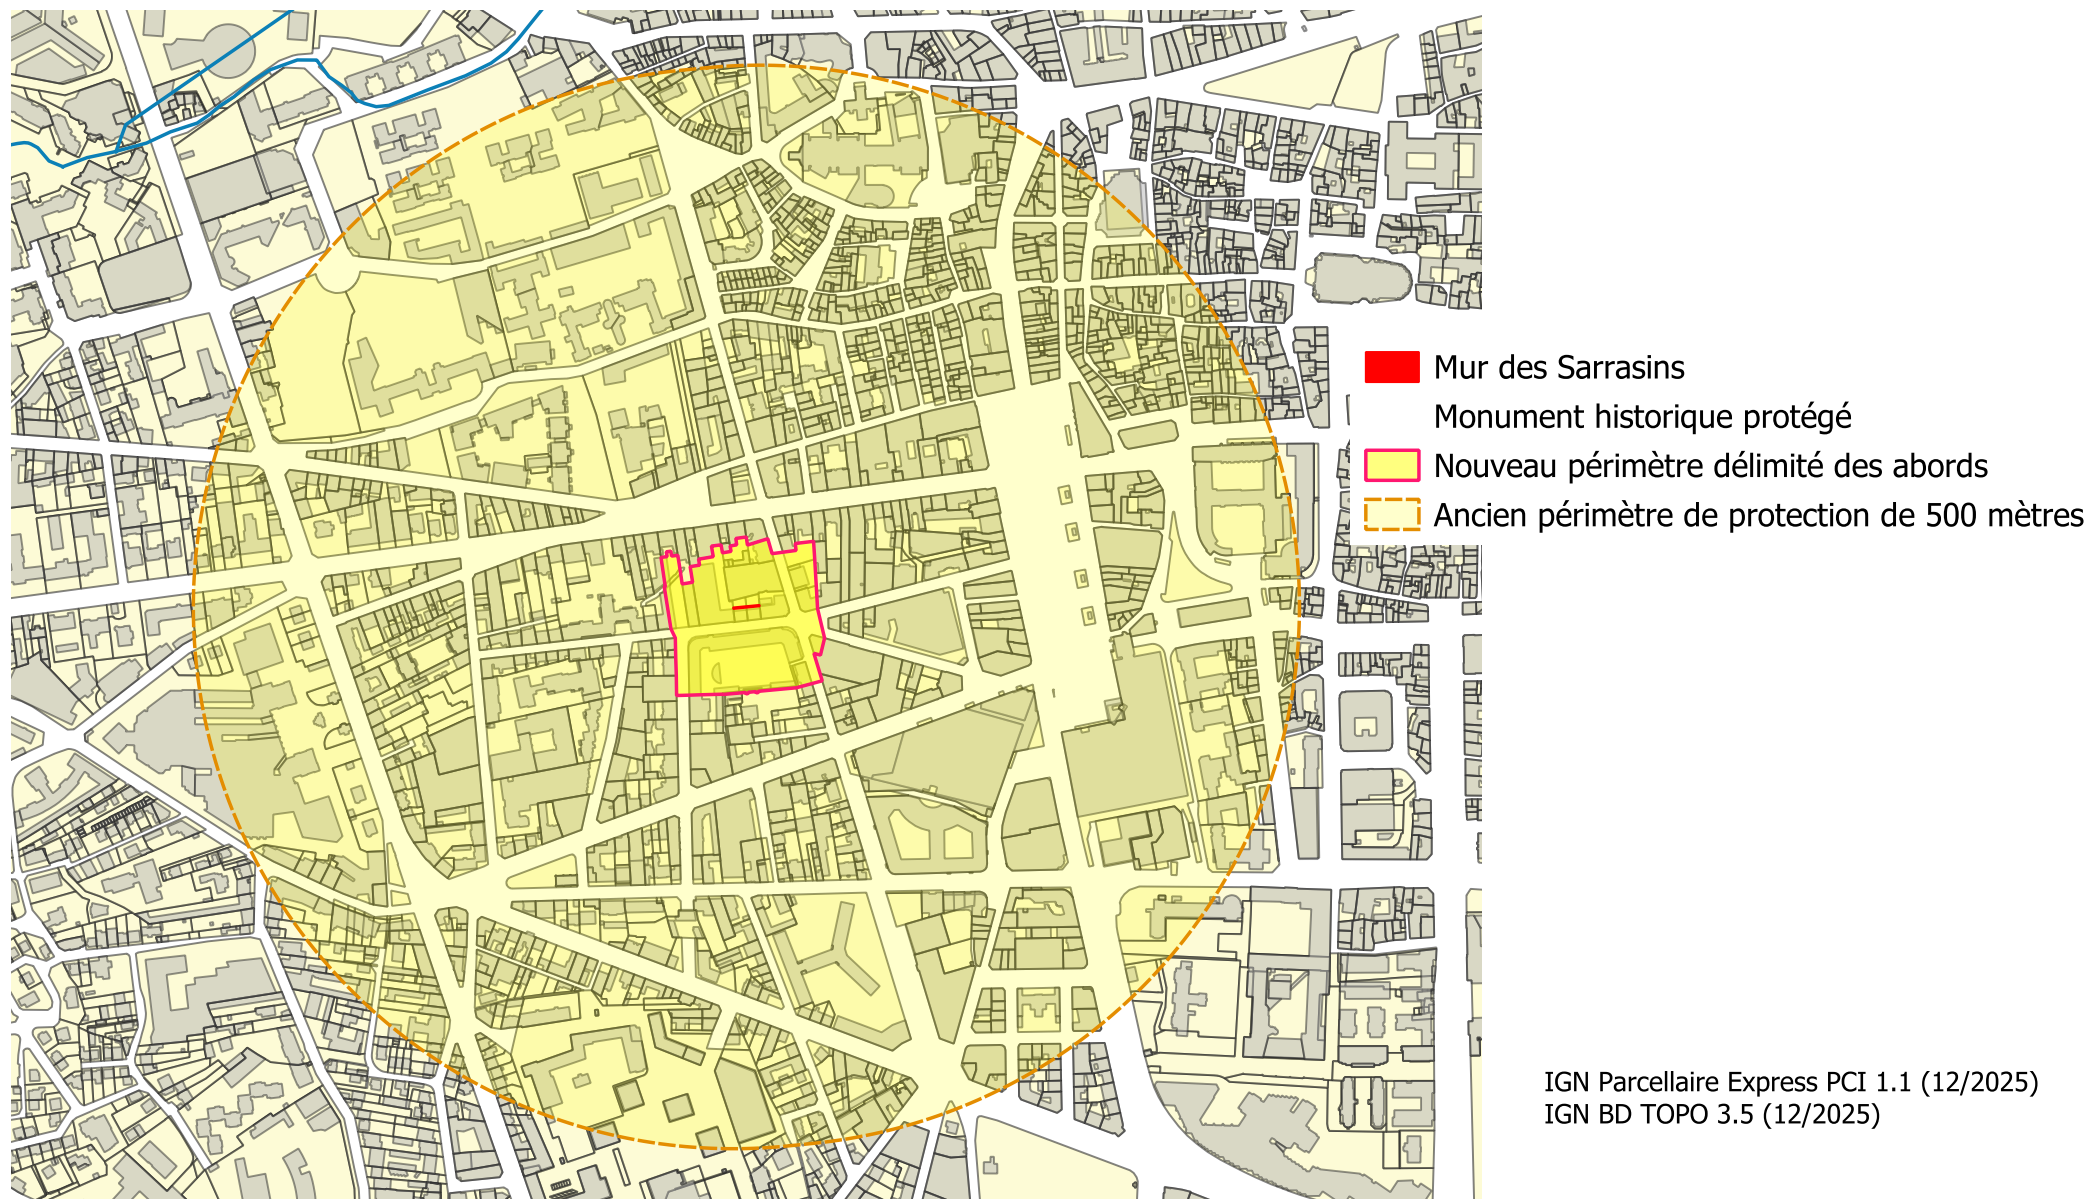 Mur des Sarrasins
Monument historique protégé
Nouveau périmètre délimité des abords
Ancien périmètre de protection de 500 mètres
IGN Parcellaire Express PCI 1.1 (12/2025)
IGN BD TOPO 3.5 (12/2025)